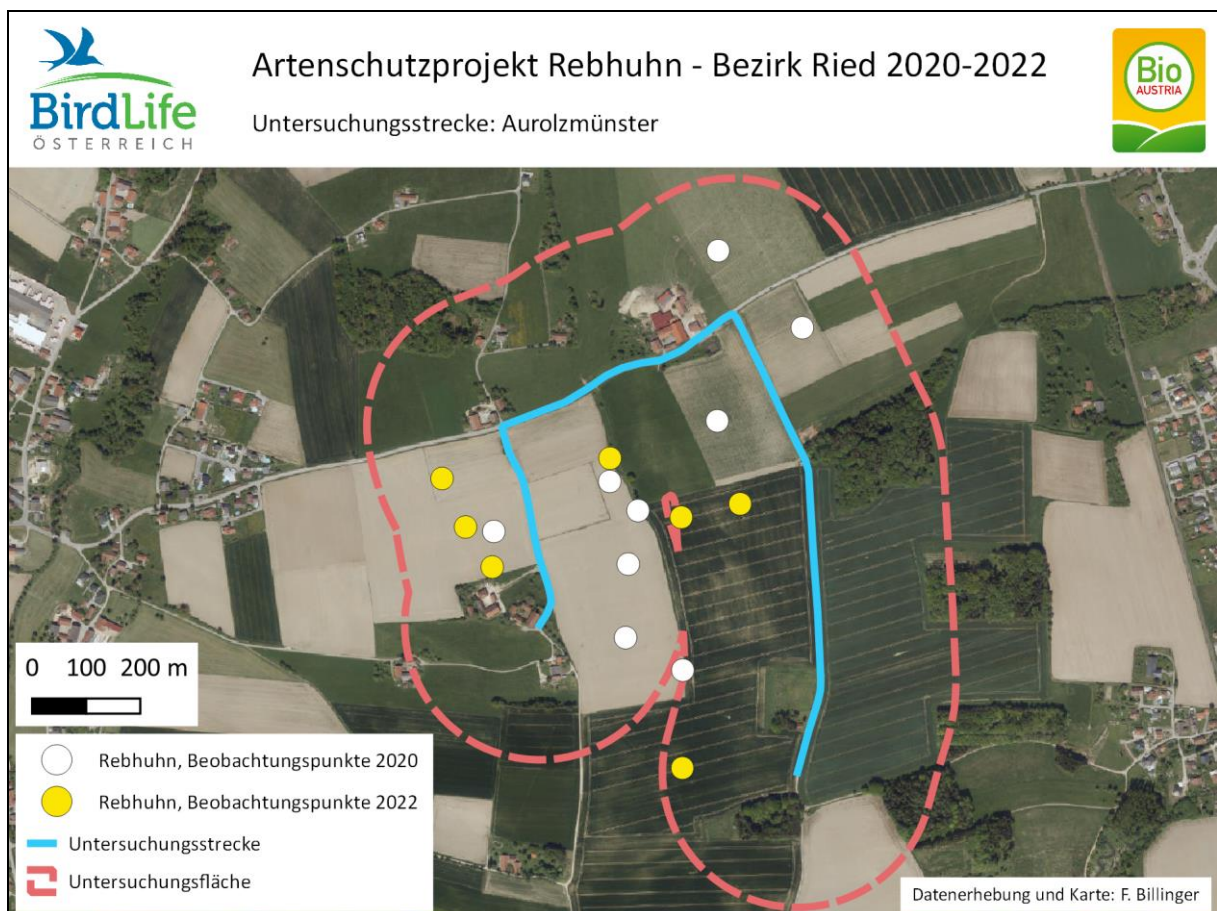 BirdLife
ÖSTERREICH
Artenschutzprojekt Rebhuhn - Bezirk Ried 2020-2022
Untersuchungsstrecke: Aurolzmünster
Bio
AUSTRIA
0 100 200 m
Rebhuhn, Beobachtungspunkte 2020
Rebhuhn, Beobachtungspunkte 2022
Untersuchungsstrecke
Untersuchungsfläche
Datenerhebung und Karte: F. Billinger